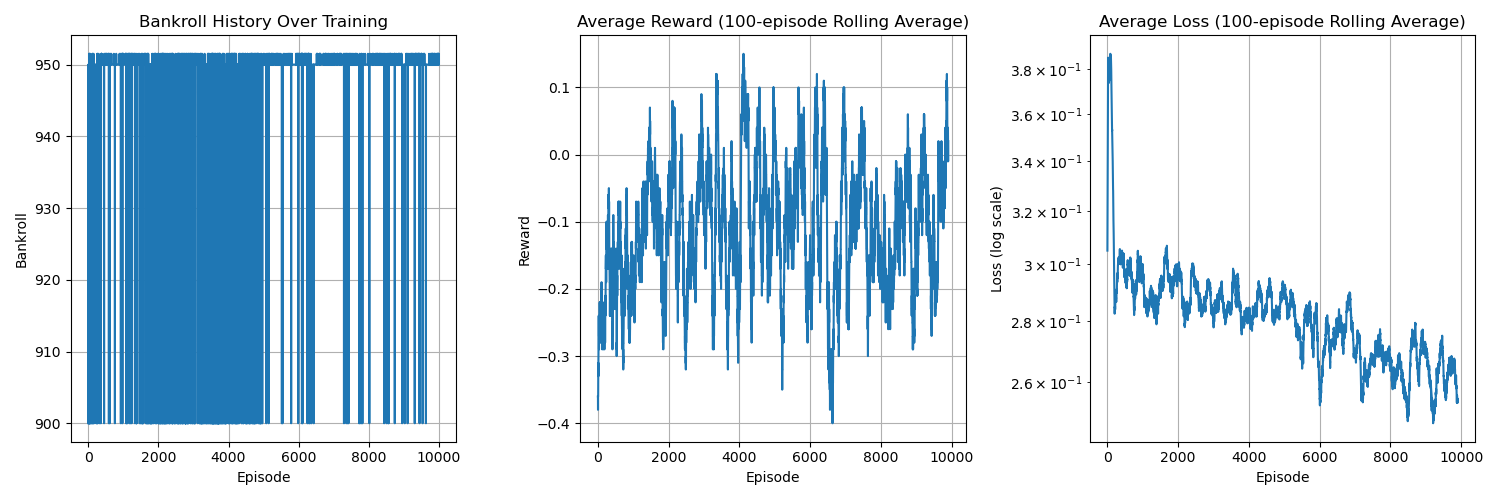 Bankroll History Over Training
950
940
930
920
910
900
Bankroll
0
2000
4000
6000
8000
10000
Episode
Average Reward (100-episode Rolling Average)
0.1
0.0
−0.1
−0.2
−0.3
−0.4
Reward
0
2000
4000
6000
8000
10000
Episode
Average Loss (100-episode Rolling Average)
3.8 × 10⁻¹
3.6 × 10⁻¹
3.4 × 10⁻¹
3.2 × 10⁻¹
3 × 10⁻¹
2.8 × 10⁻¹
2.6 × 10⁻¹
Loss (log scale)
0
2000
4000
6000
8000
10000
Episode